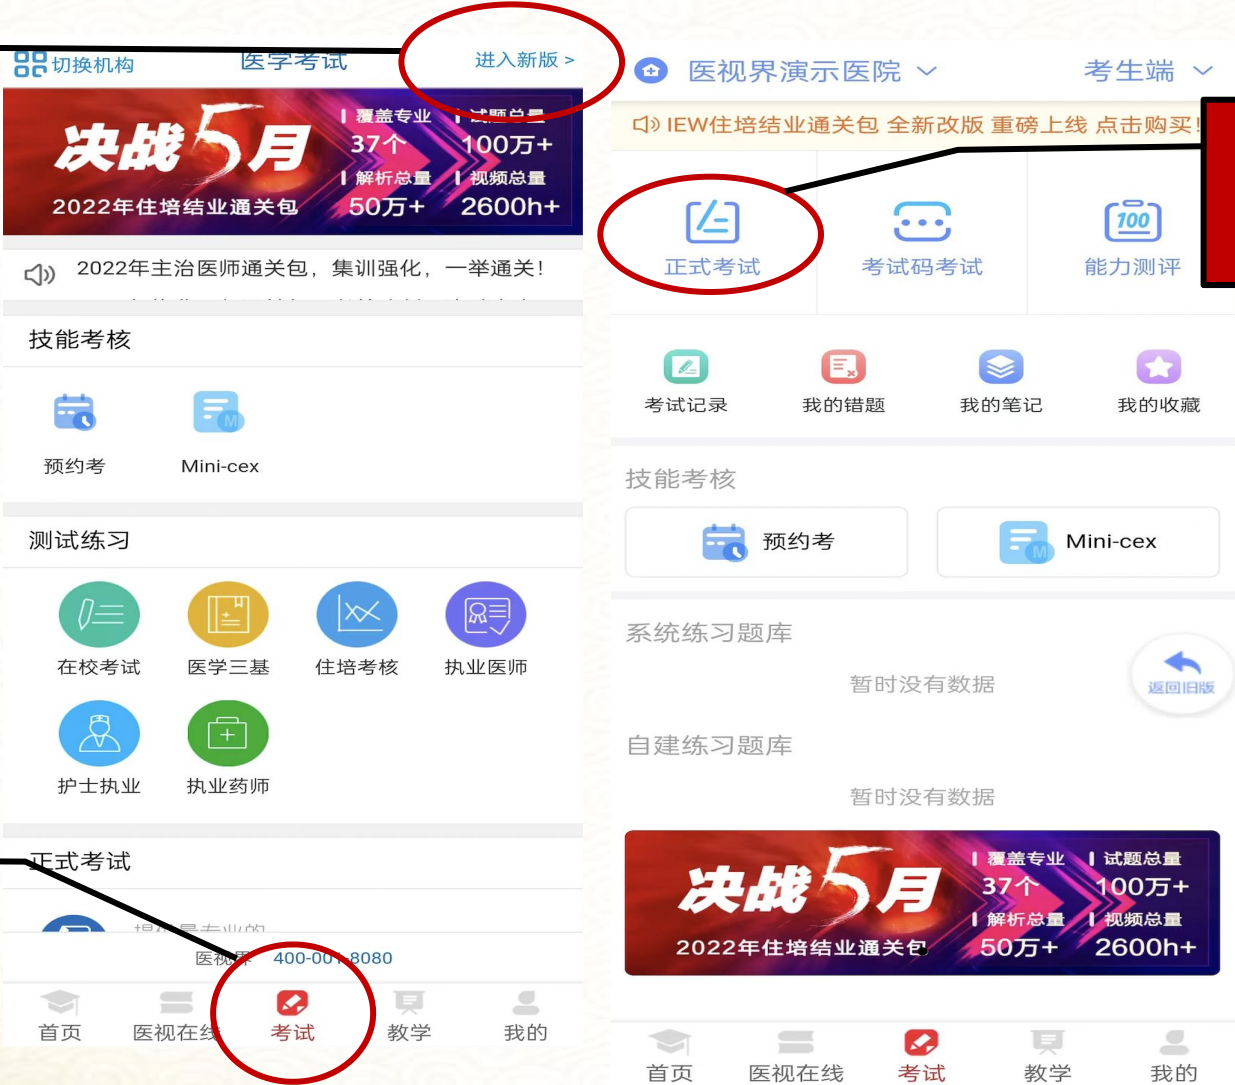 切换机构
医学考试
进入新版 >
决战5月
2022年住培结业通关包
覆盖专业
37个
试题总量
100万+
解析总量
50万+
视频总量
2600h+
2022年主治医师通关包，集训强化，一举通关！
技能考核
预约考
Mini-cex
测试练习
在校考试
医学三基
住培考核
执业医师
护士执业
执业药师
正式考试
医视界 400-001-8080
首页
医视在线
考试
教学
我的
医视界演示医院
考生端
IEW住培结业通关包 全新改版 重磅上线 点击购买!
正式考试
考试码考试
100
能力测评
考试记录
我的错题
我的笔记
我的收藏
技能考核
预约考
Mini-cex
系统练习题库
暂时没有数据
返回旧版
自建练习题库
暂时没有数据
决战5月
2022年住培结业通关包
覆盖专业
37个
试题总量
100万+
解析总量
50万+
视频总量
2600h+
首页
医视在线
考试
教学
我的